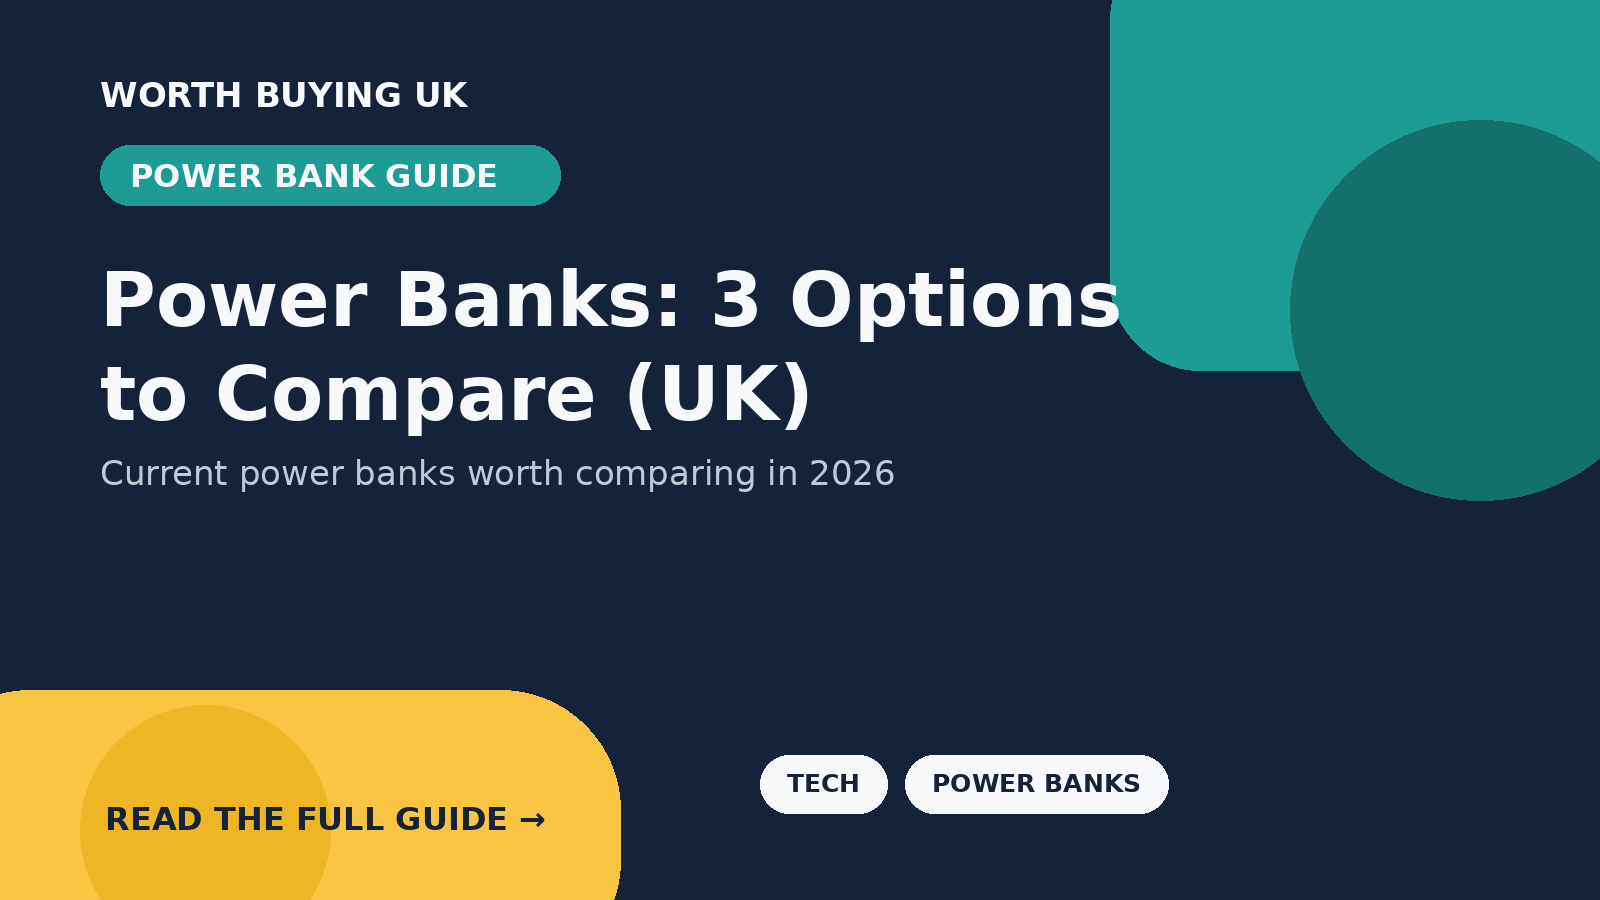 WORTH BUYING UK
POWER BANK GUIDE
Power Banks: 3 Options
to Compare (UK)
Current power banks worth comparing in 2026
READ THE FULL GUIDE →
TECH
POWER BANKS